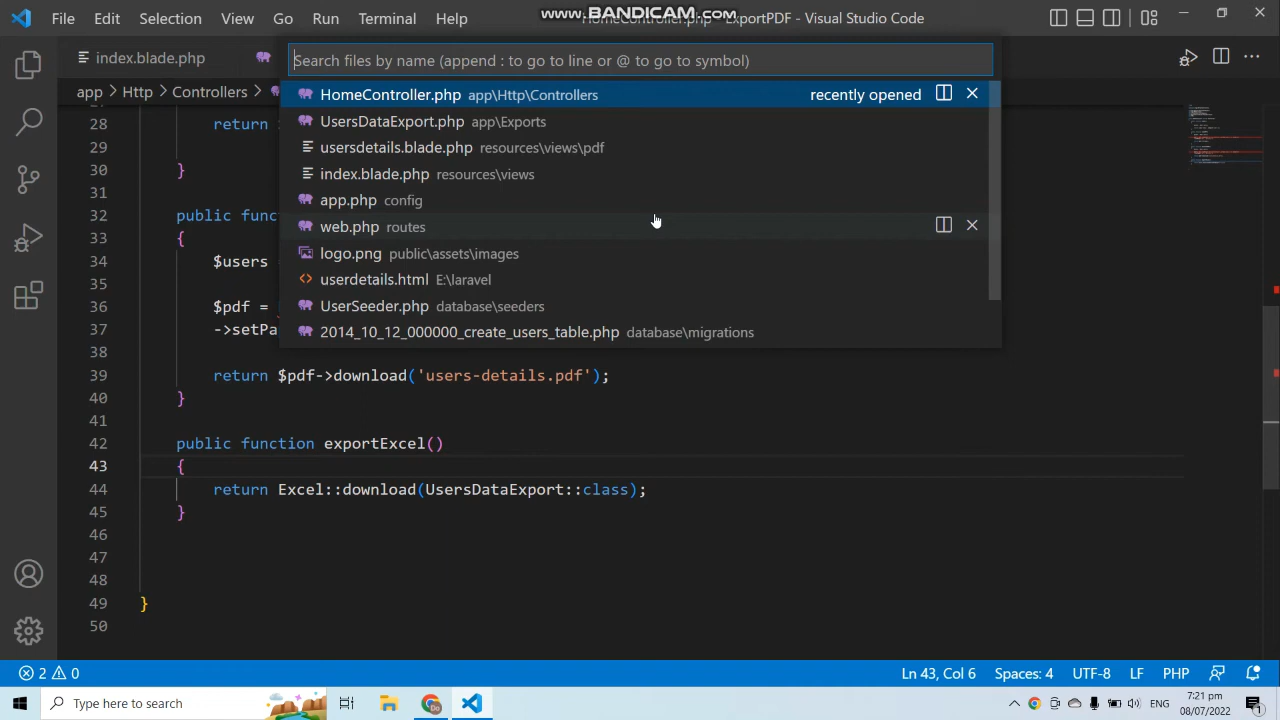 File Edit Selection View Go Run Terminal Help
www.BANDICAM.com
HomeController.php - ExportPDF - Visual Studio Code
index.blade.php
Search files by name (append : to go to line or @ to go to symbol)
app > Http > Controllers >
HomeController.php app\Http\Controllers recently opened
UsersDataExport.php app\Exports
usersdetails.blade.php resources\views\pdf
index.blade.php resources\views
app.php config
web.php routes
logo.png public\assets\images
userdetails.html E:\laravel
UserSeeder.php database\seeders
2014_10_12_000000_create_users_table.php database\migrations
28 return
29
30 }
31
32 public func
33 {
34 $users =
35
36 $pdf =
37 ->setPa
38
39 return $pdf->download('users-details.pdf');
40 }
41
42 public function exportExcel()
43 {
44 return Excel::download(UsersDataExport::class);
45 }
46
47
48
49 }
50
2 0
Ln 43, Col 6 Spaces: 4 UTF-8 LF PHP
Type here to search
ENG
7:21 pm
08/07/2022
1